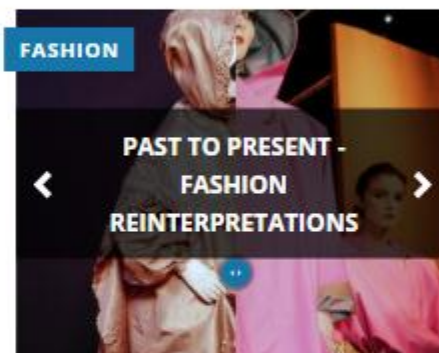 FASHION
PAST TO PRESENT -
FASHION
REINTERPRETATIONS